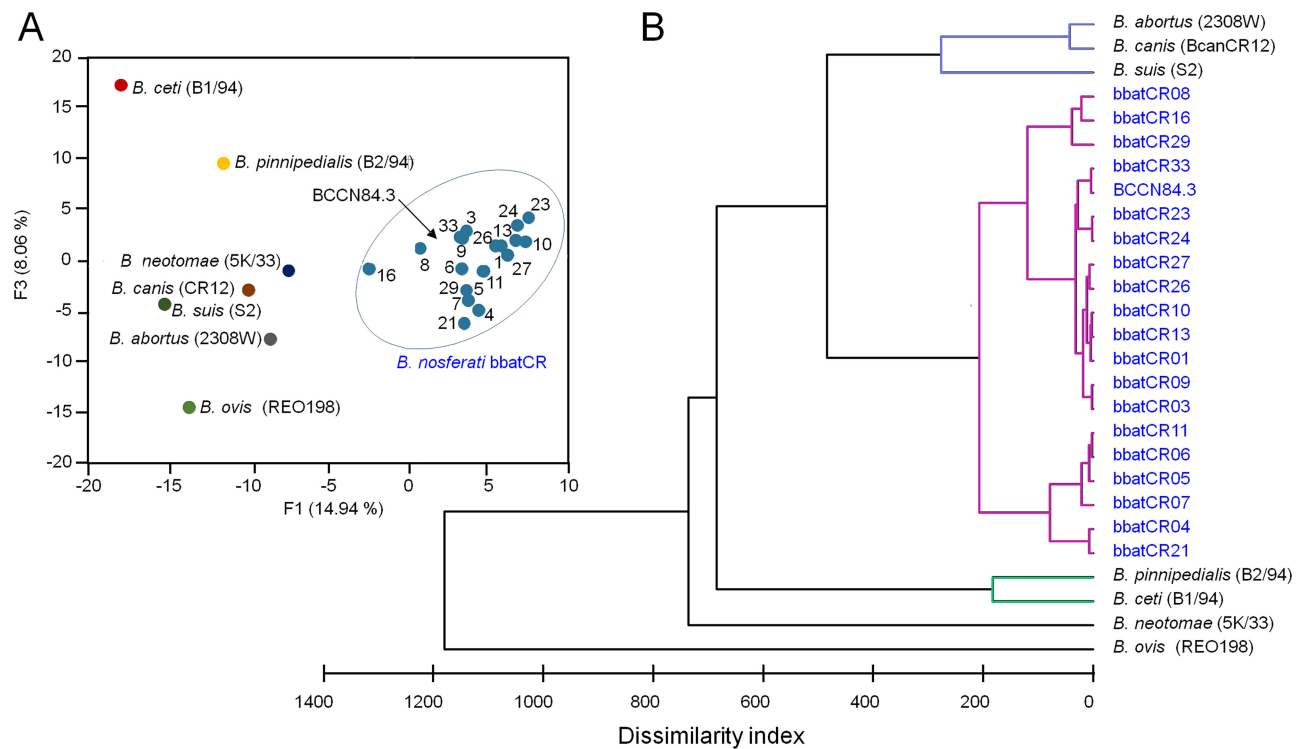 A
20
15
10
5
0
-5
-10
-15
-20
F3 (8.06 %)
-20
-15
-10
-5
0
5
10
F1 (14.94 %)
B. ceti (B1/94)
B. pinnipedialis (B2/94)
BCCN84.3
B. neotomae (5K/33)
B. canis (CR12)
B. suis (S2)
B. abortus (2308W)
B. ovis (REO198)
33
3
24
23
26
13
9
10
16
8
6
1
27
11
29
5
7
4
21
B. nosferati bbatCR
B
B. abortus (2308W)
B. canis (BcanCR12)
B. suis (S2)
bbatCR08
bbatCR16
bbatCR29
bbatCR33
BCCN84.3
bbatCR23
bbatCR24
bbatCR27
bbatCR26
bbatCR10
bbatCR13
bbatCR01
bbatCR09
bbatCR03
bbatCR11
bbatCR06
bbatCR05
bbatCR07
bbatCR04
bbatCR21
B. pinnipedialis (B2/94)
B. ceti (B1/94)
B. neotomae (5K/33)
B. ovis (REO198)
1400
1200
1000
800
600
400
200
0
Dissimilarity index